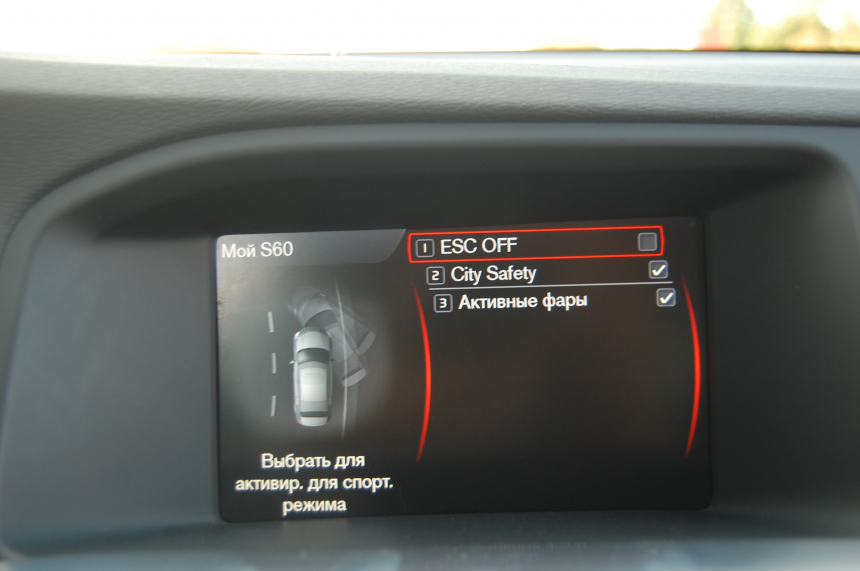 Мой S60
1 ESC OFF
2 City Safety
3 Активные фары
Выбрать для
активир. для спорт.
режима